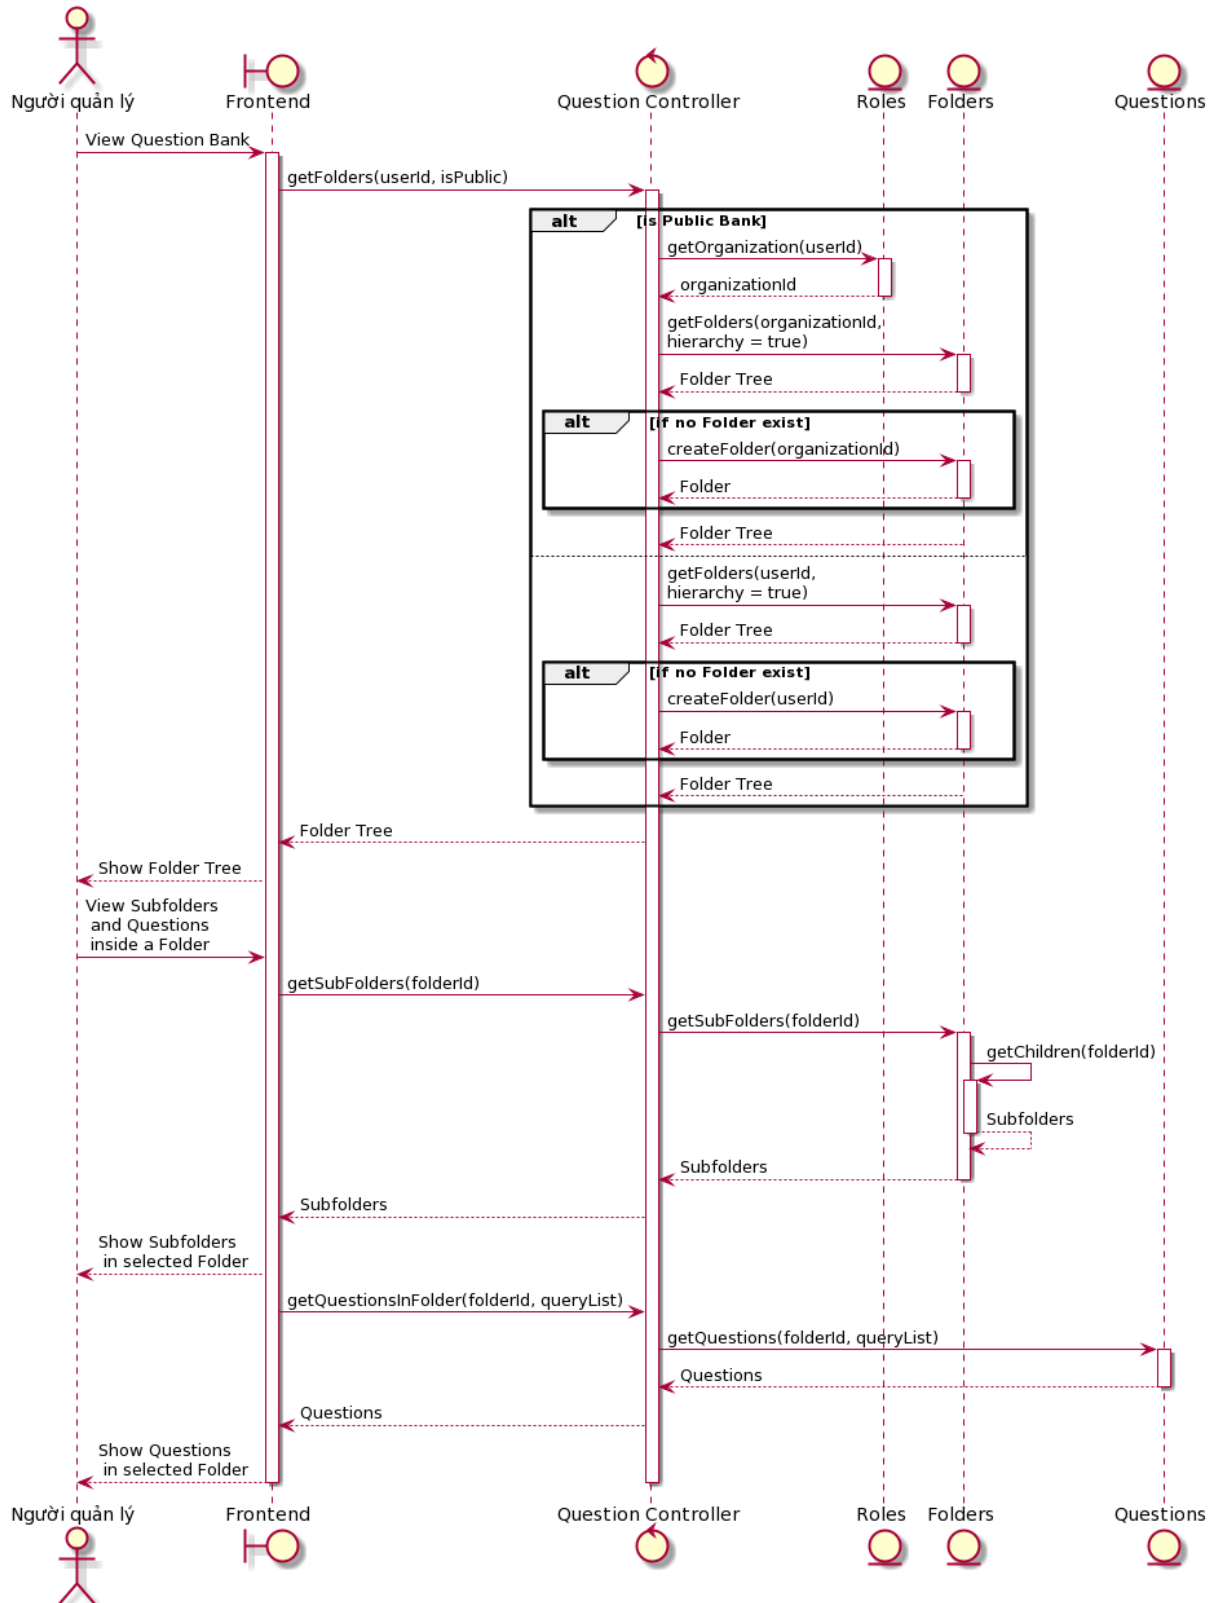 Người quản lý
Frontend
Question Controller
Roles
Folders
Questions
View Question Bank
getFolders(userId, isPublic)
alt
[is Public Bank]
getOrganization(userId)
organizationId
getFolders(organizationId,
hierarchy = true)
Folder Tree
alt
[if no Folder exist]
createFolder(organizationId)
Folder
Folder Tree
getFolders(userId,
hierarchy = true)
Folder Tree
alt
[if no Folder exist]
createFolder(userId)
Folder
Folder Tree
Folder Tree
Show Folder Tree
View Subfolders
and Questions
inside a Folder
getSubFolders(folderId)
getSubFolders(folderId)
getChildren(folderId)
Subfolders
Subfolders
Subfolders
Show Subfolders
in selected Folder
getQuestionsInFolder(folderId, queryList)
getQuestions(folderId, queryList)
Questions
Questions
Show Questions
in selected Folder
Người quản lý
Frontend
Question Controller
Roles
Folders
Questions